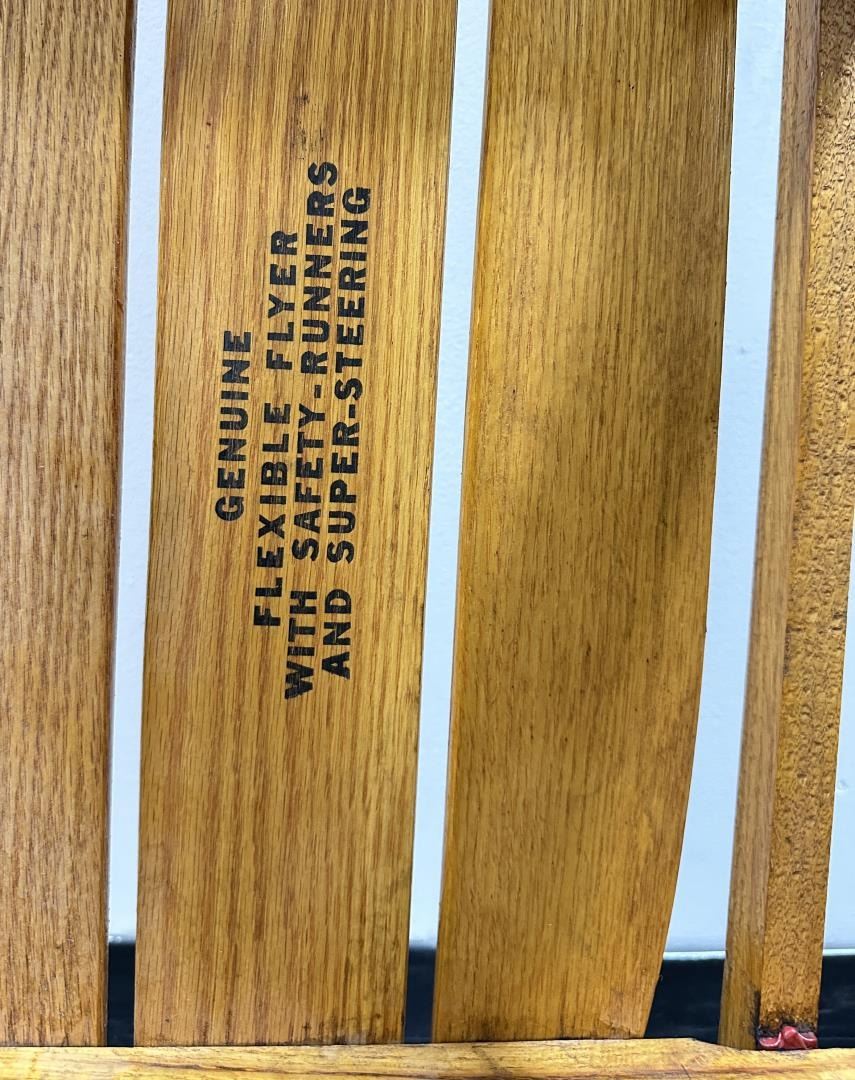 GENUINE
FLEXIBLE FLYER
WITH SAFETY-RUNNERS
AND SUPER-STEERING